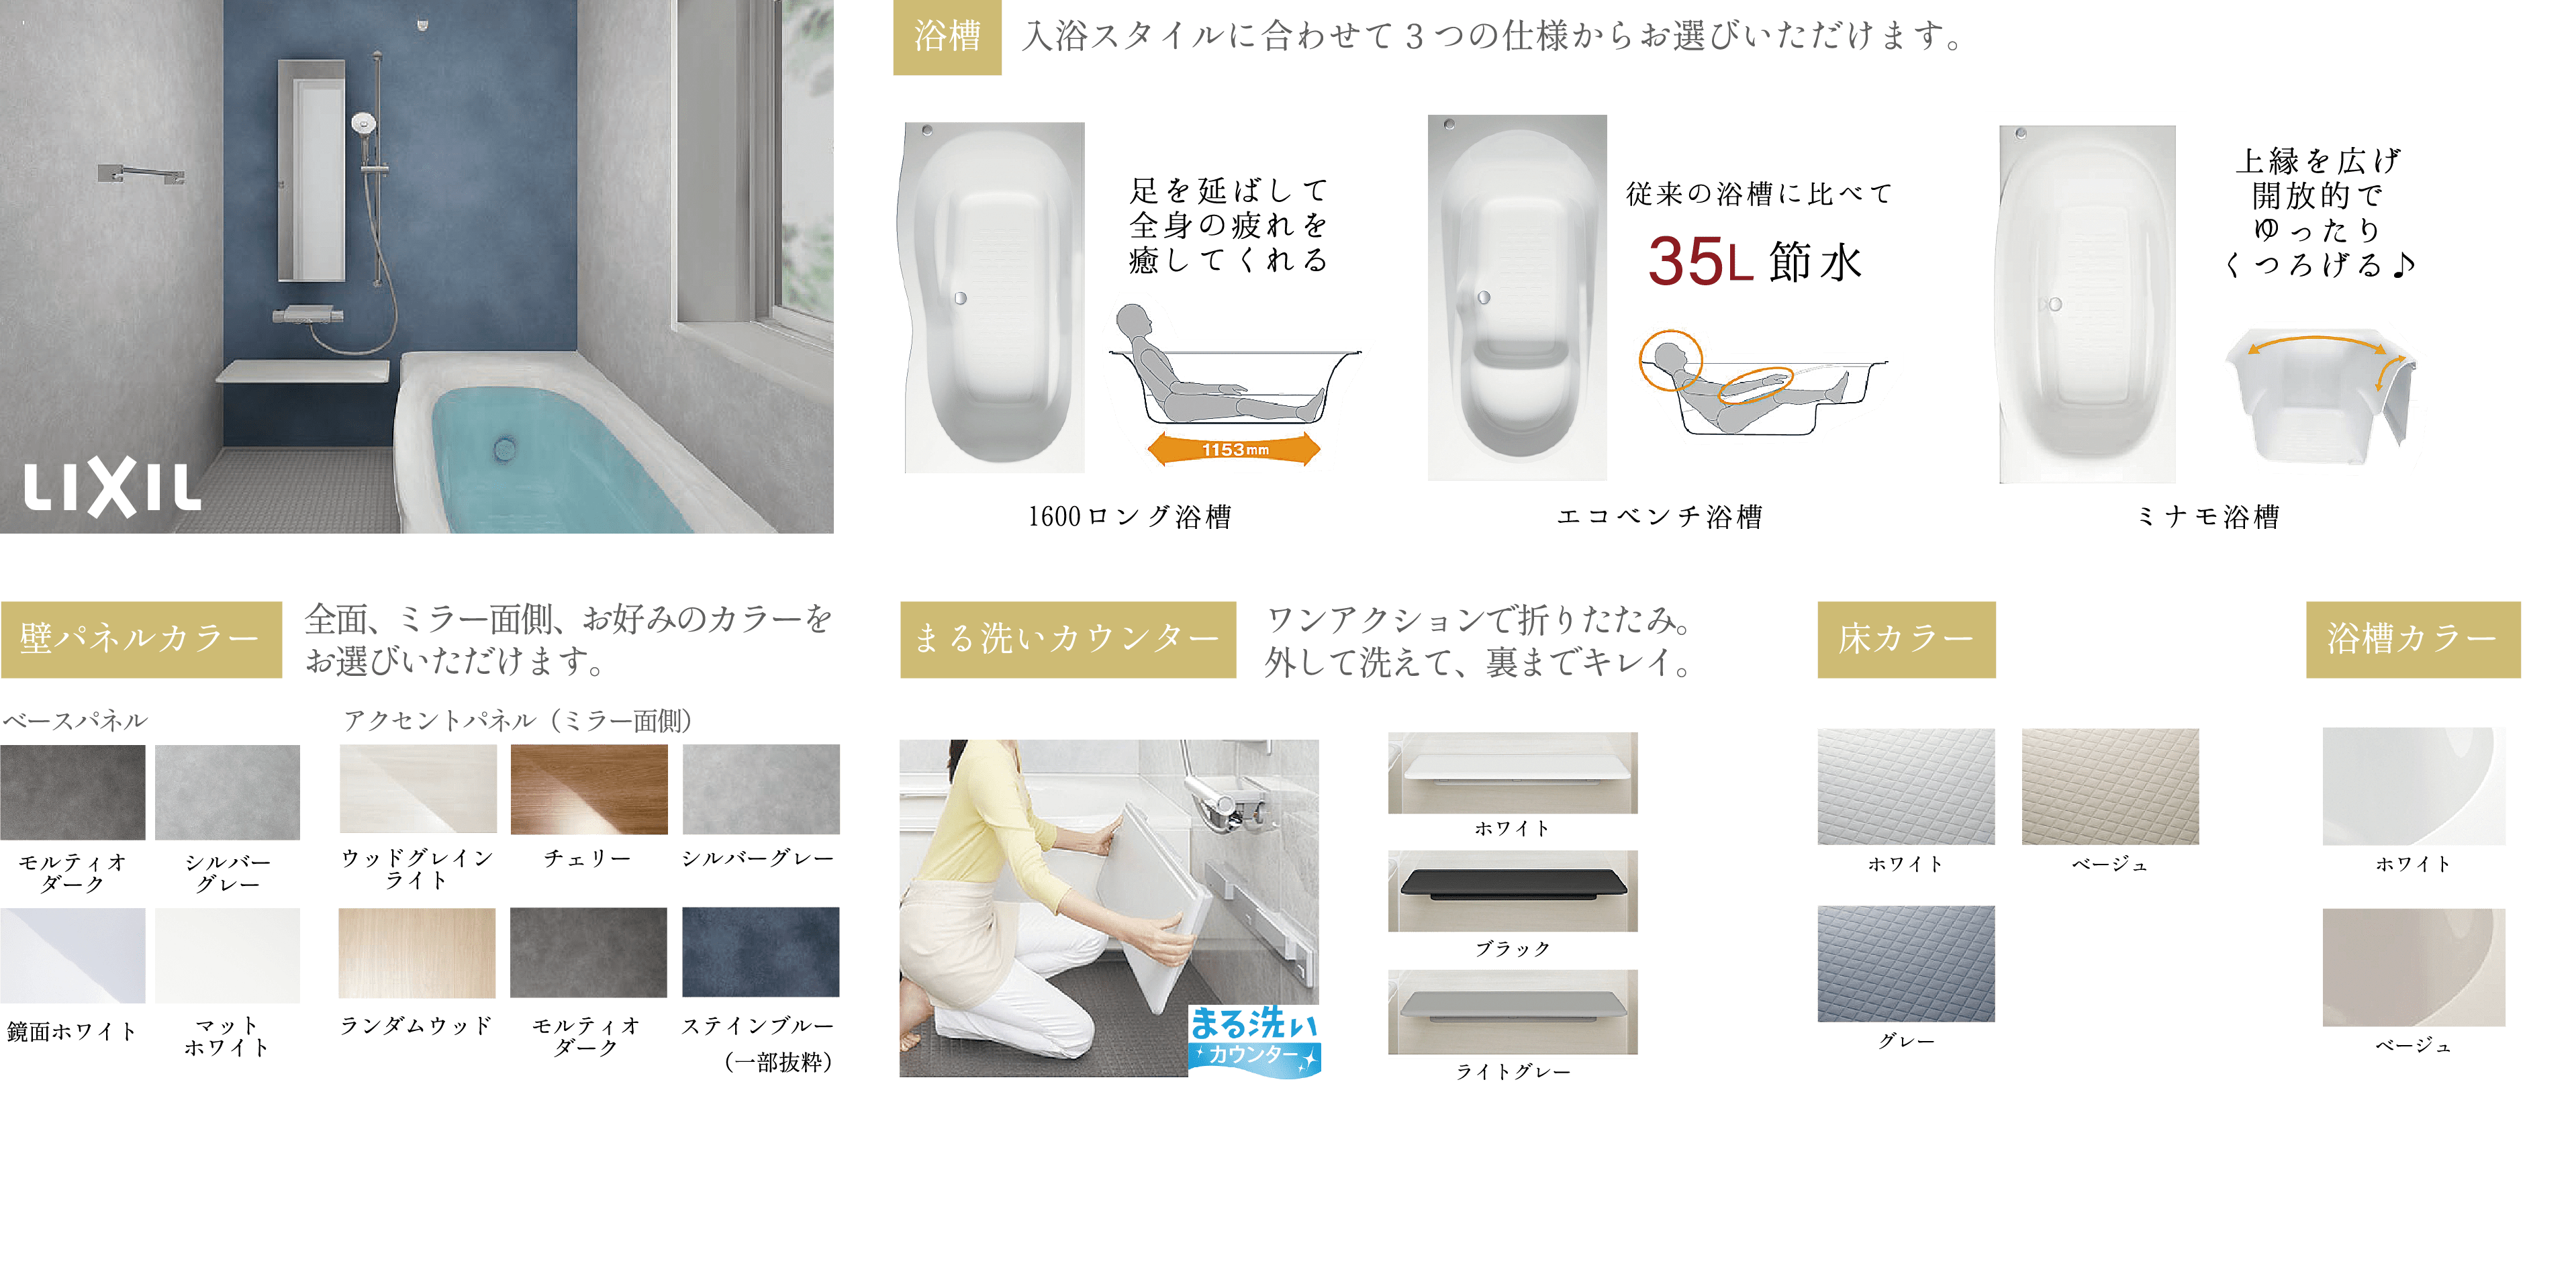 LIXIL
浴槽
入浴スタイルに合わせて3つの仕様からお選びいただけます。
足を延ばして
全身の疲れを
癒してくれる
1153mm
1600ロング浴槽
従来の浴槽に比べて
35L 節水
エコベンチ浴槽
上縁を広げ
開放的で
ゆったり
くつろげる♪
ミナモ浴槽
壁パネルカラー
全面、ミラー面側、お好みのカラーを
お選びいただけます。
ベースパネル
モルティオ
ダーク
シルバー
グレー
鏡面ホワイト
マット
ホワイト
アクセントパネル（ミラー面側）
ウッドグレイン
ライト
チェリー
シルバーグレー
ランダムウッド
モルティオ
ダーク
ステインブルー
（一部抜粋）
まる洗いカウンター
ワンアクションで折りたたみ。
外して洗えて、裏までキレイ。
まる洗い
カウンター
ホワイト
ブラック
ライトグレー
床カラー
ホワイト
ベージュ
グレー
浴槽カラー
ホワイト
ベージュ